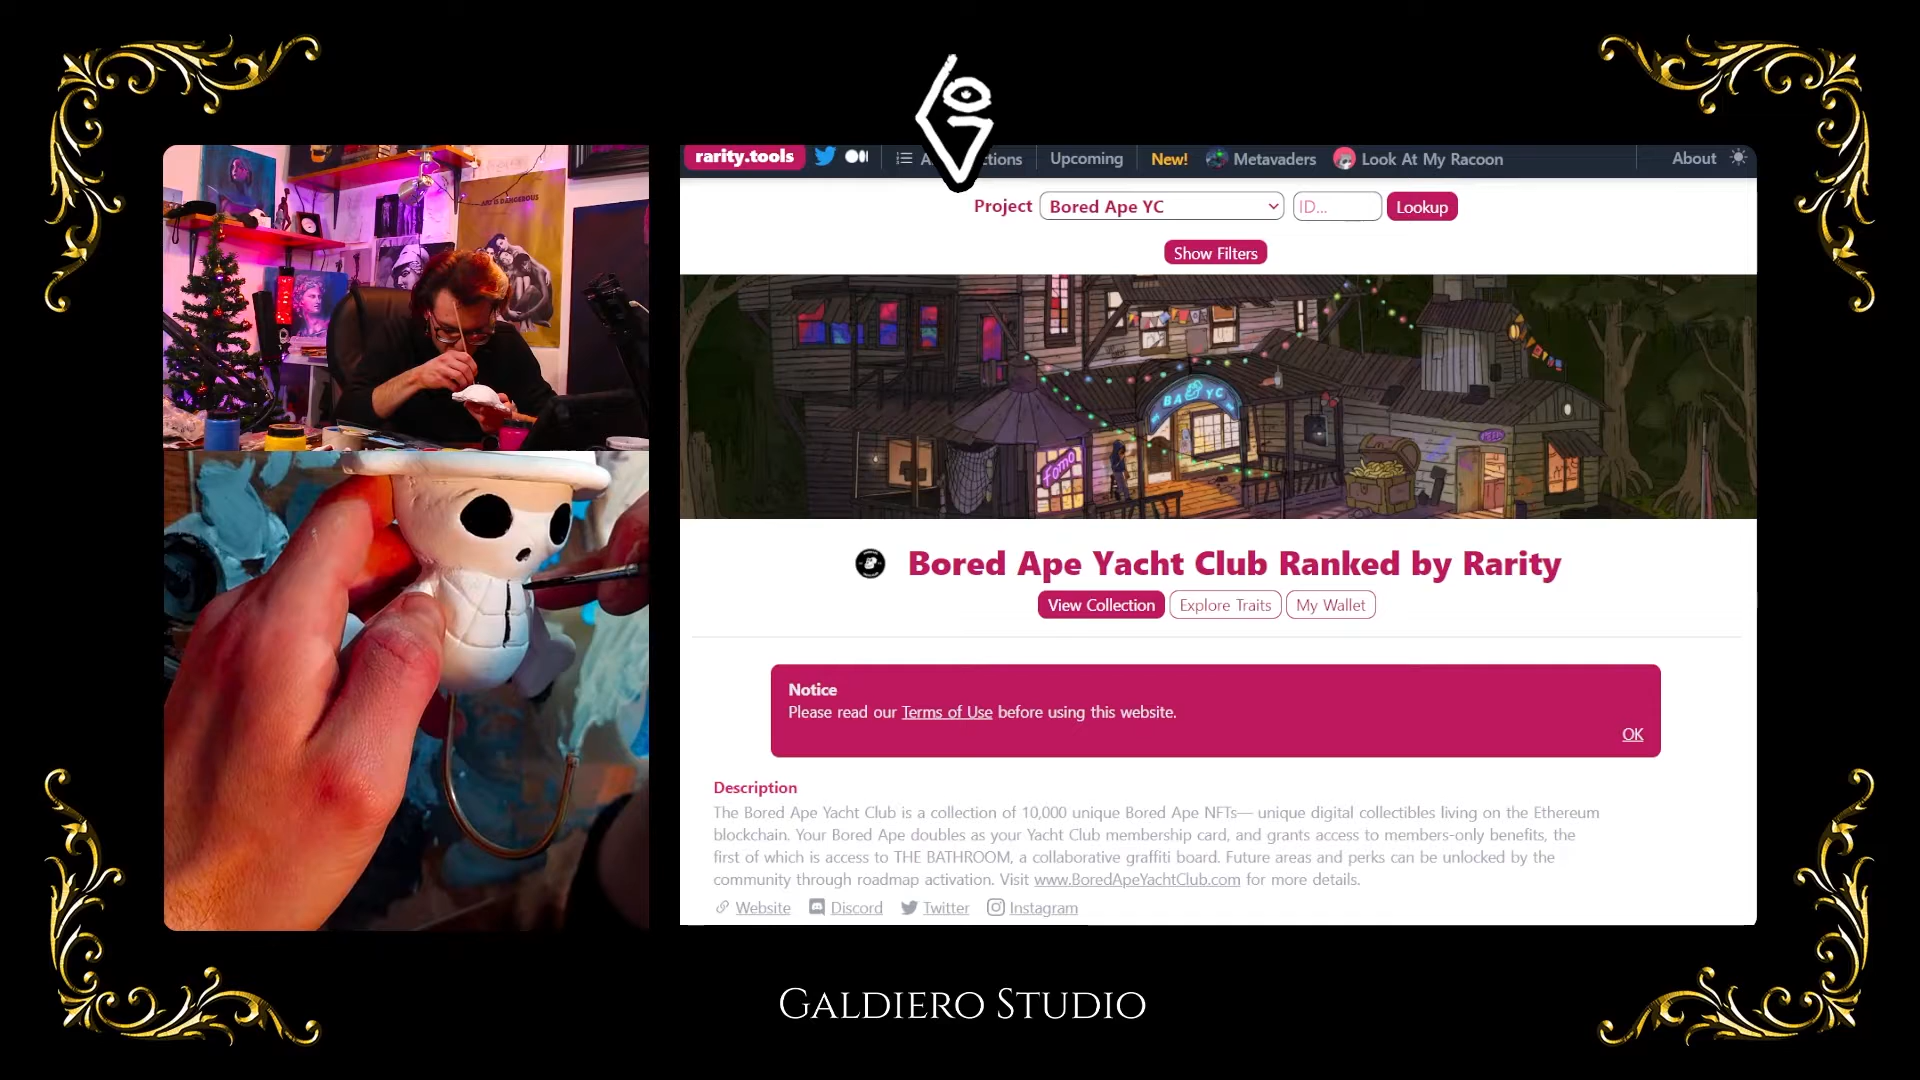 ART IS DANGEROUS
rarity.tools
Upcoming
New!
Metavaders
Look At My Racoon
About
Project
Bored Ape YC
ID...
Lookup
Show Filters
BA YC
Fomo
Bored Ape Yacht Club Ranked by Rarity
View Collection
Explore Traits
My Wallet
Notice
Please read our Terms of Use before using this website.
OK
Description
The Bored Ape Yacht Club is a collection of 10,000 unique Bored Ape NFTs— unique digital collectibles living on the Ethereum
blockchain. Your Bored Ape doubles as your Yacht Club membership card, and grants access to members-only benefits, the
first of which is access to THE BATHROOM, a collaborative graffiti board. Future areas and perks can be unlocked by the
community through roadmap activation. Visit www.BoredApeYachtClub.com for more details.
Website
Discord
Twitter
Instagram
GALDIERO STUDIO